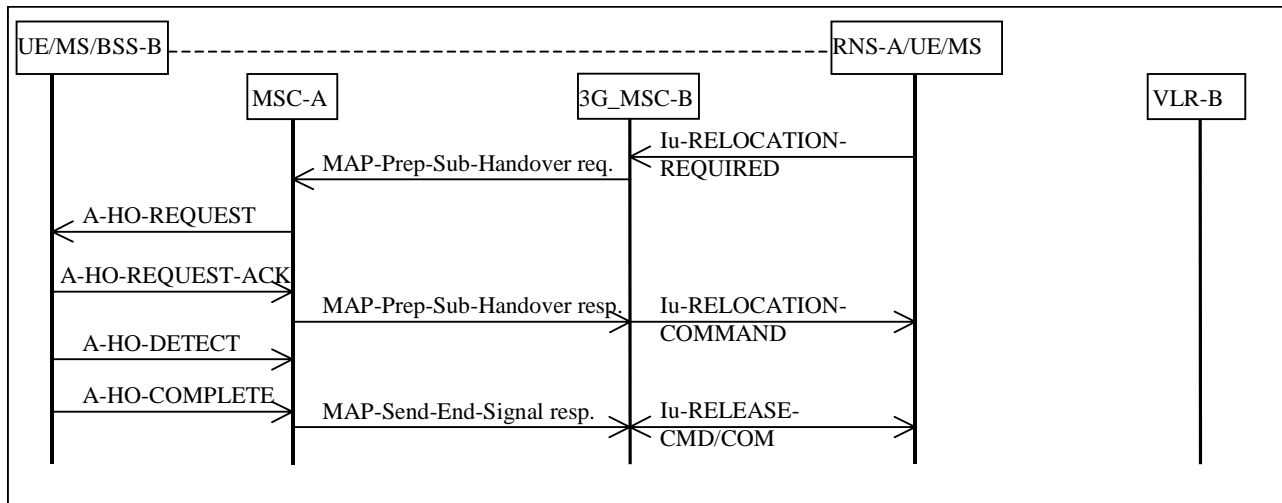 UE/MS/BSS-B
RNS-A/UE/MS
MSC-A
3G_MSC-B
VLR-B
Iu-RELOCATION-
REQUIRED
MAP-Prep-Sub-Handover req.
A-HO-REQUEST
A-HO-REQUEST-ACK
MAP-Prep-Sub-Handover resp.
Iu-RELOCATION-
COMMAND
A-HO-DETECT
A-HO-COMPLETE
MAP-Send-End-Signal resp.
Iu-RELEASE-
CMD/COM